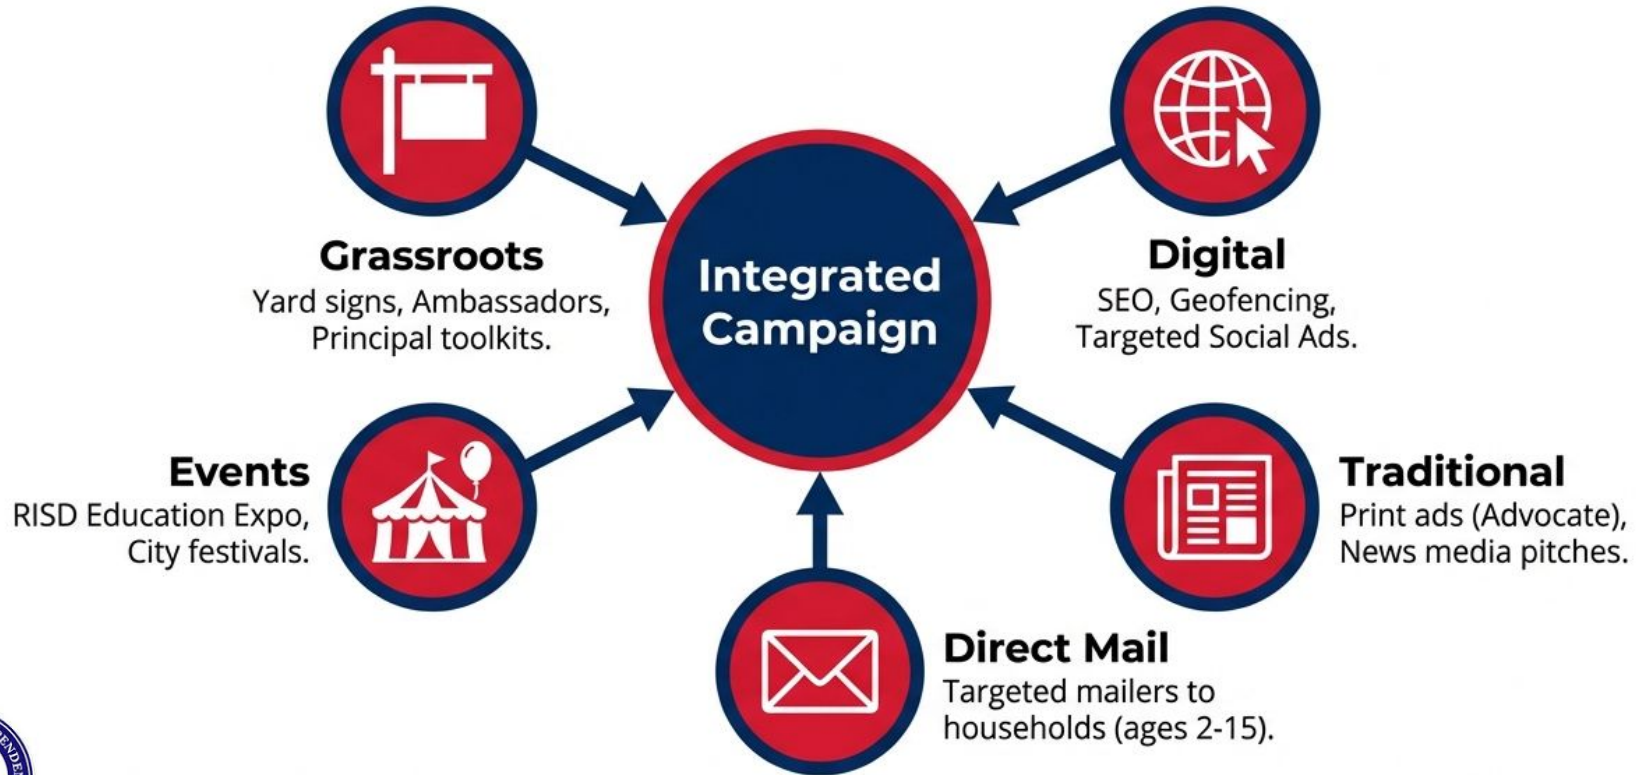 Grassroots
Yard signs, Ambassadors,
Principal toolkits.
Integrated
Campaign
Digital
SEO, Geofencing,
Targeted Social Ads.
Events
RISD Education Expo,
City festivals.
Traditional
Print ads (Advocate),
News media pitches.
Direct Mail
Targeted mailers to
households (ages 2-15).